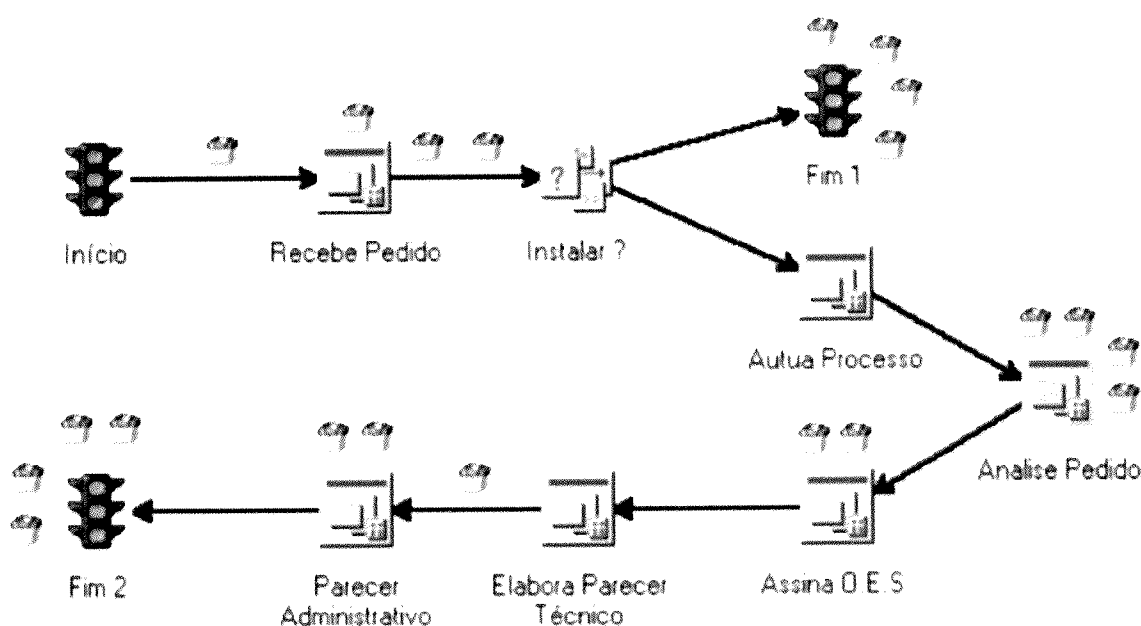 Fim 1
Início
Recebe Pedido
Instalar ?
?
Autua Processo
Analise Pedido
Fim 2
Parecer
Administrativo
Elabora Parecer
Técnico
Assina O.E.S